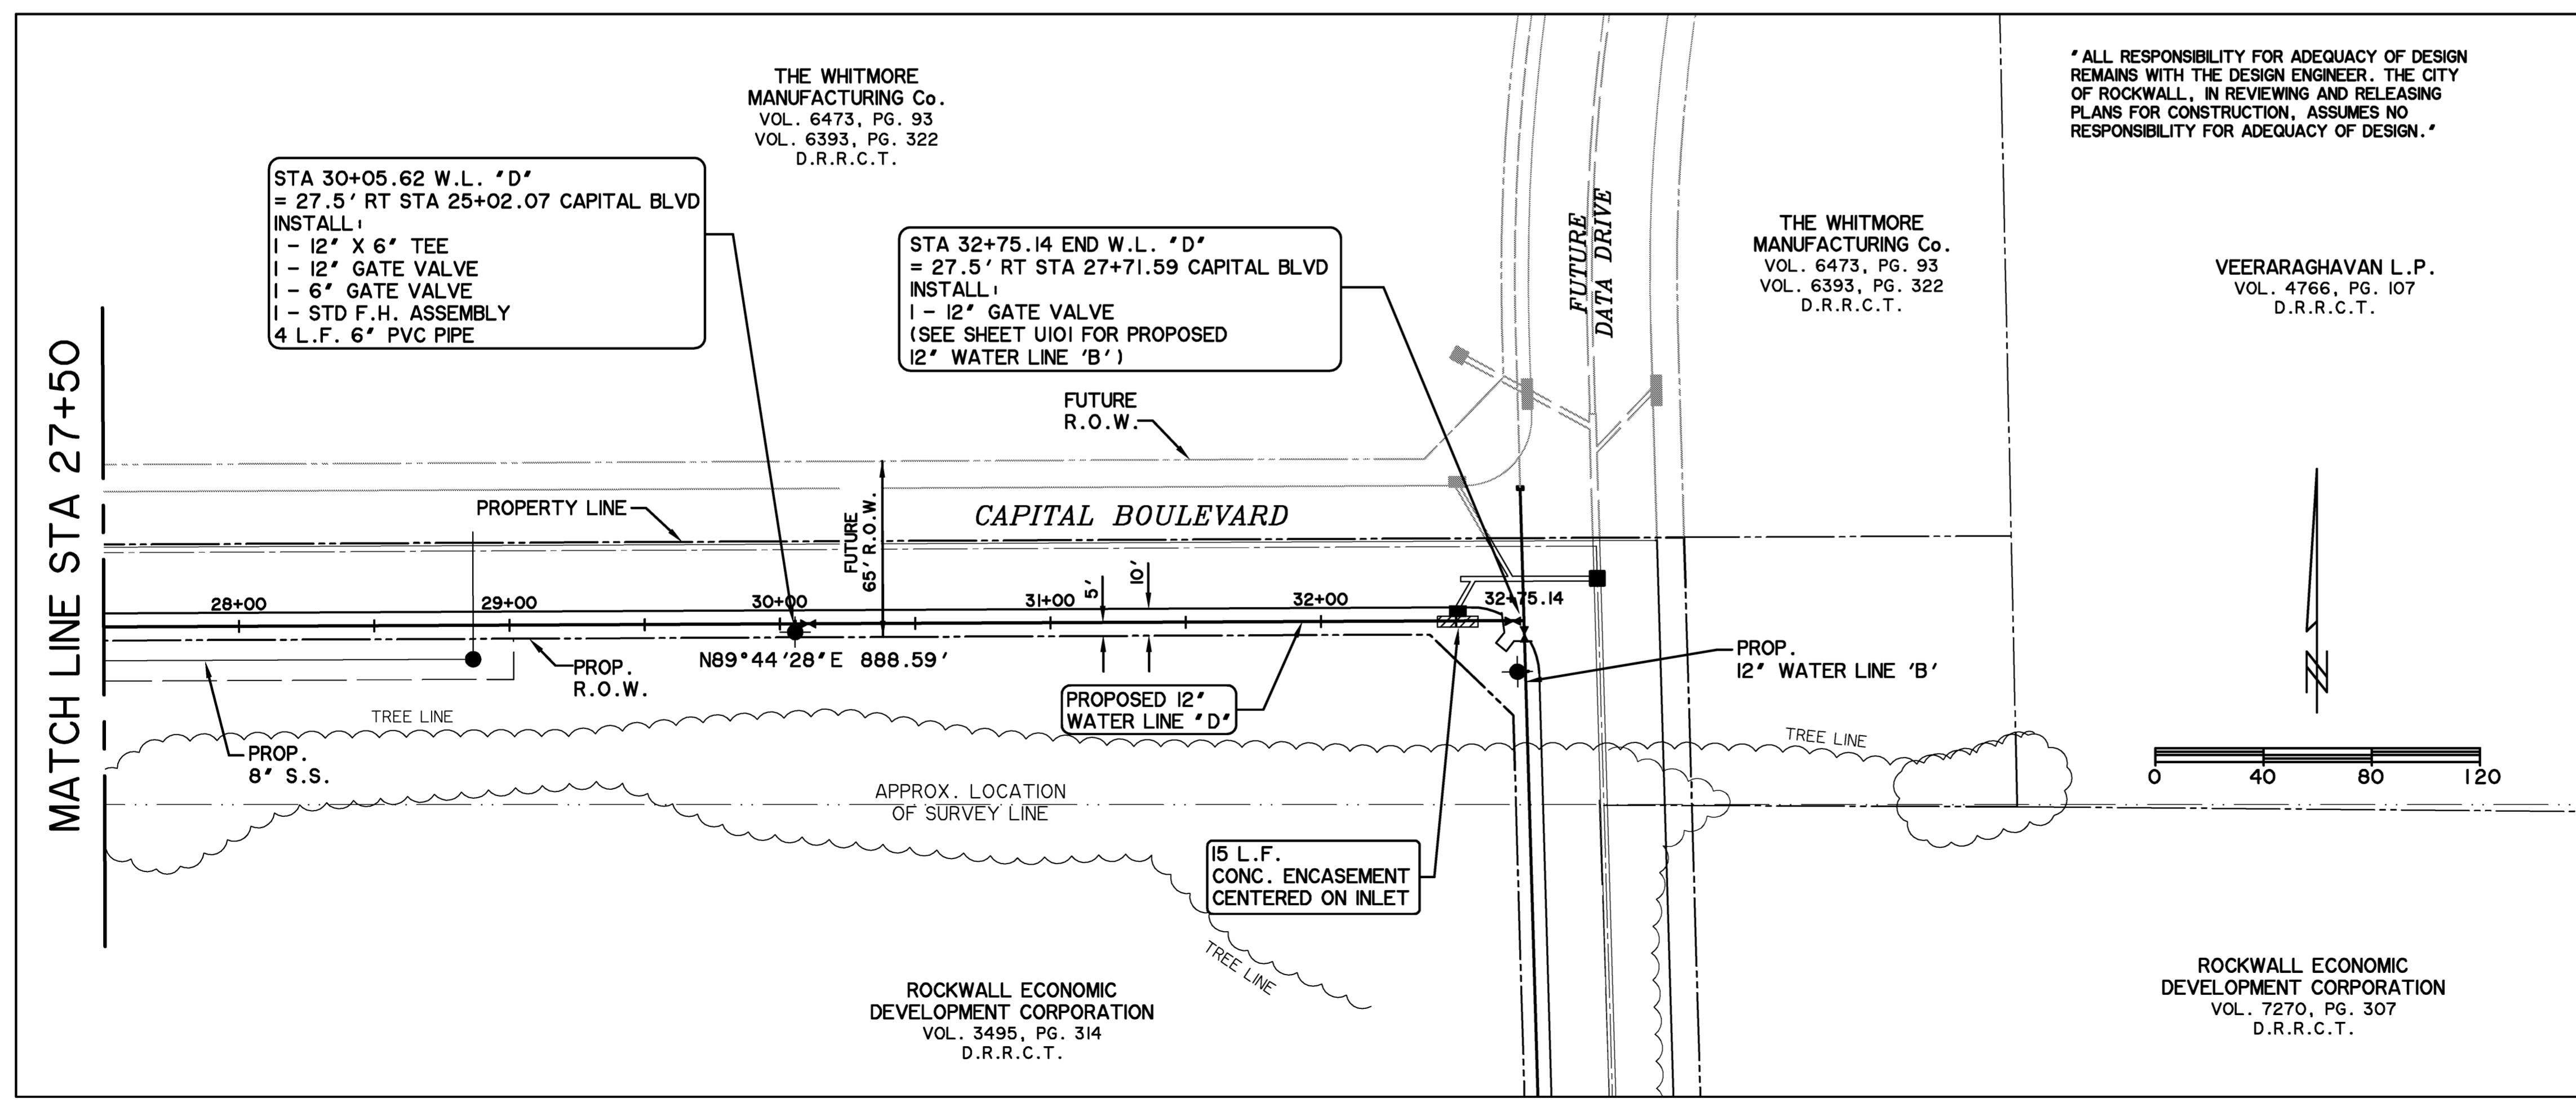 THE WHITMORE
MANUFACTURING Co.
VOL. 6473, PG. 93
VOL. 6393, PG. 322
D.R.R.C.T.
"ALL RESPONSIBILITY FOR ADEQUACY OF DESIGN
REMAINS WITH THE DESIGN ENGINEER. THE CITY
OF ROCKWALL, IN REVIEWING AND RELEASING
PLANS FOR CONSTRUCTION, ASSUMES NO
RESPONSIBILITY FOR ADEQUACY OF DESIGN."
STA 30+05.62 W.L. "D"
= 27.5' RT STA 25+02.07 CAPITAL BLVD
INSTALL:
1 - 12" X 6" TEE
1 - 12" GATE VALVE
1 - 6" GATE VALVE
1 - STD F.H. ASSEMBLY
4 L.F. 6" PVC PIPE
STA 32+75.14 END W.L. "D"
= 27.5' RT STA 27+71.59 CAPITAL BLVD
INSTALL:
1 - 12" GATE VALVE
(SEE SHEET U101 FOR PROPOSED
12" WATER LINE 'B')
FUTURE
DATA DRIVE
THE WHITMORE
MANUFACTURING Co.
VOL. 6473, PG. 93
VOL. 6393, PG. 322
D.R.R.C.T.
VEERARAGHAVAN L.P.
VOL. 4766, PG. 107
D.R.R.C.T.
MATCH LINE STA 27+50
FUTURE
R.O.W.
PROPERTY LINE
FUTURE
65' R.O.W.
CAPITAL BOULEVARD
5'
10'
28+00
29+00
30+00
31+00
32+00
32+75.14
N89°44'28"E 888.59'
PROP.
R.O.W.
PROP.
12" WATER LINE 'B'
PROPOSED 12"
WATER LINE "D"
TREE LINE
TREE LINE
PROP.
8" S.S.
N
0 40 80 120
APPROX. LOCATION
OF SURVEY LINE
15 L.F.
CONC. ENCASEMENT
CENTERED ON INLET
TREE LINE
ROCKWALL ECONOMIC
DEVELOPMENT CORPORATION
VOL. 3495, PG. 314
D.R.R.C.T.
ROCKWALL ECONOMIC
DEVELOPMENT CORPORATION
VOL. 7270, PG. 307
D.R.R.C.T.